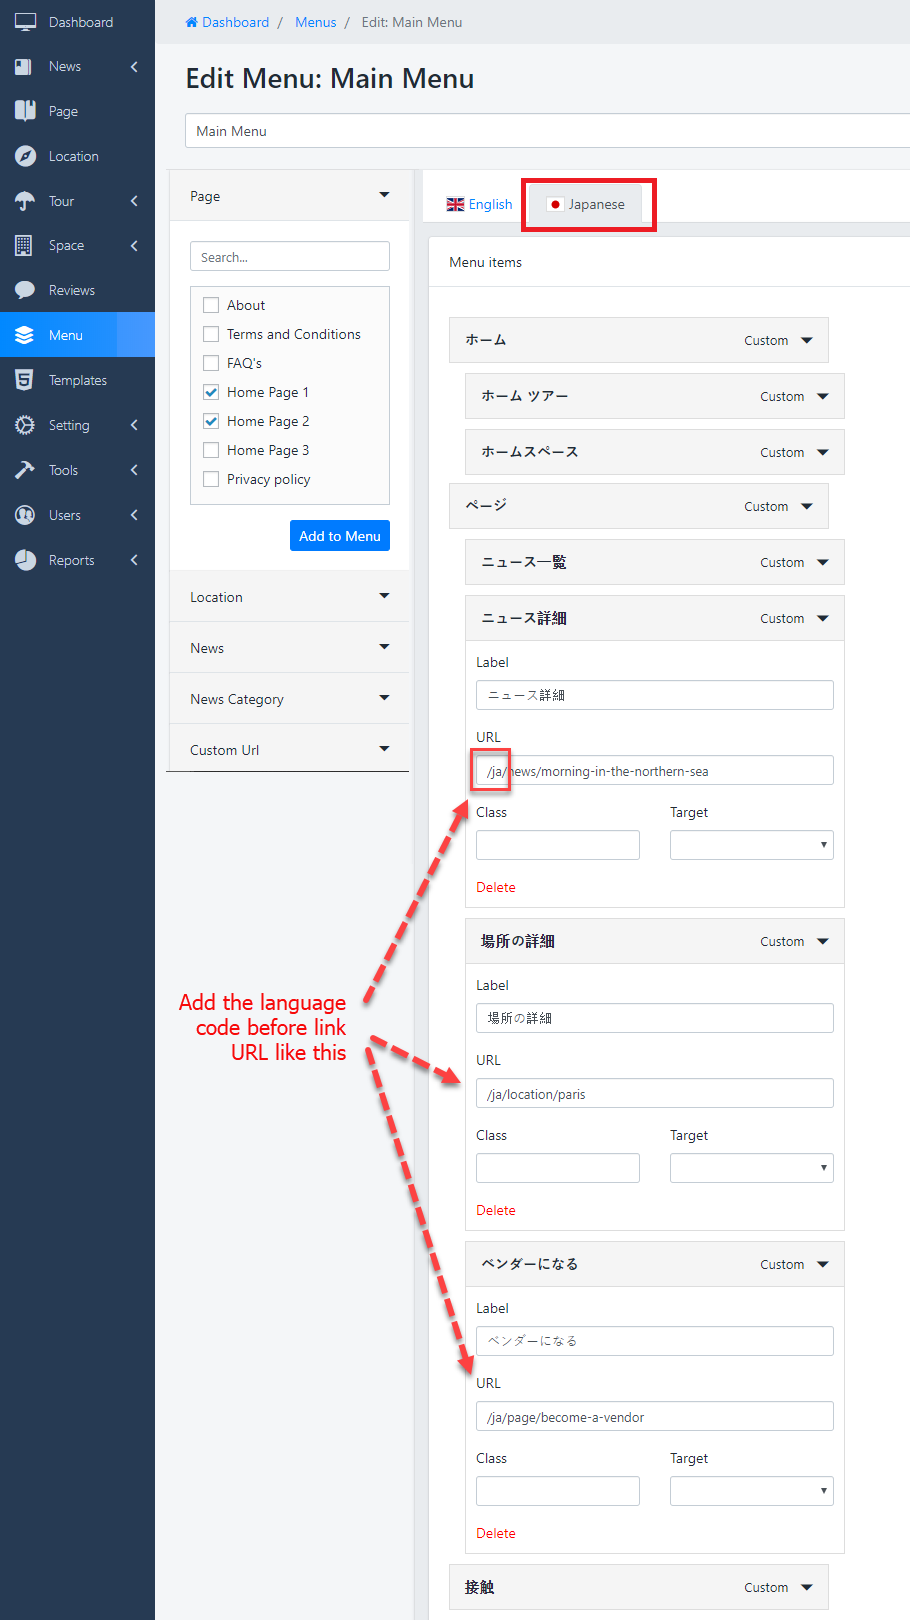 Dashboard
News
Page
Location
Tour
Space
Reviews
Menu
Templates
Setting
Tools
Users
Reports
Dashboard / Menus / Edit: Main Menu
Edit Menu: Main Menu
Main Menu
Page
Search...
About
Terms and Conditions
FAQ's
Home Page 1
Home Page 2
Home Page 3
Privacy policy
Add to Menu
Location
News
News Category
Custom Url
Add the language
code before link
URL like this
English
Japanese
Menu items
ホーム Custom
ホーム ツアー Custom
ホームスペース Custom
ページ Custom
ニュース一覧 Custom
ニュース詳細 Custom
Label
ニュース詳細
URL
/ja/news/morning-in-the-northern-sea
Class Target
Delete
場所の詳細 Custom
Label
場所の詳細
URL
/ja/location/paris
Class Target
Delete
ベンダーになる Custom
Label
ベンダーになる
URL
/ja/page/become-a-vendor
Class Target
Delete
接触 Custom